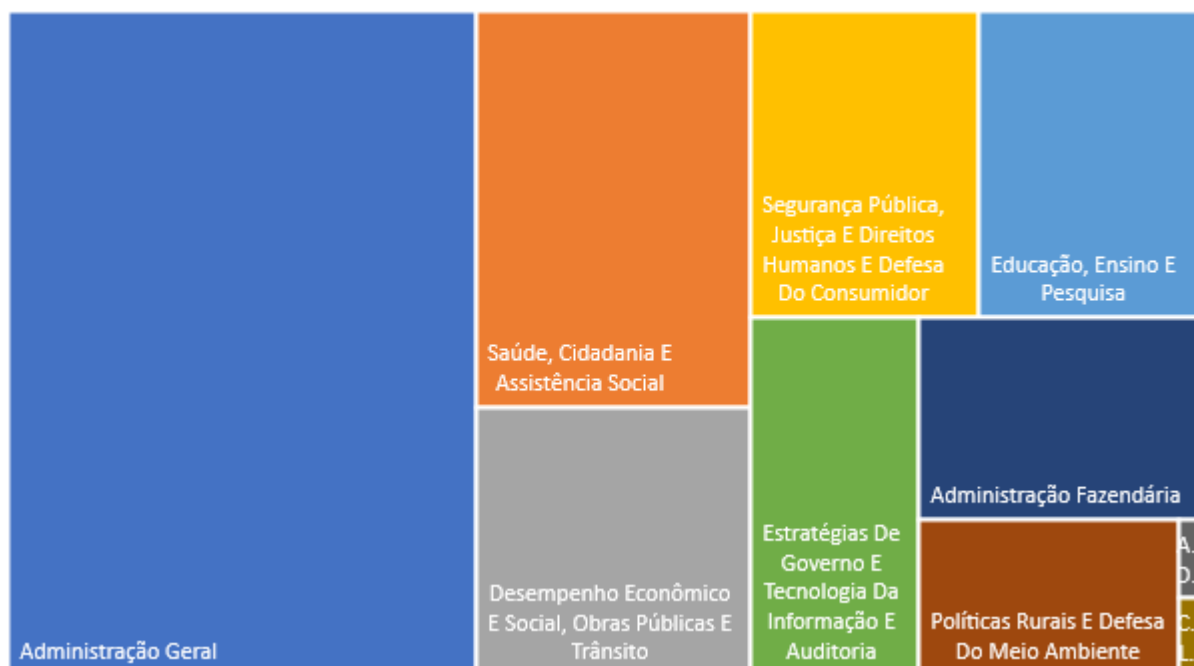 Segurança Pública,
Justiça E Direitos
Humanos E Defesa
Do Consumidor
Educação, Ensino E
Pesquisa
Saúde, Cidadania E
Assistência Social
Administração Fazendária
Estratégias De
Governo E
Tecnologia Da
Informação E
Auditoria
Desempenho Econômico
E Social, Obras Públicas E
Trânsito
Políticas Rurais E Defesa
Do Meio Ambiente
Administração Geral
A.
D.
C.
L.